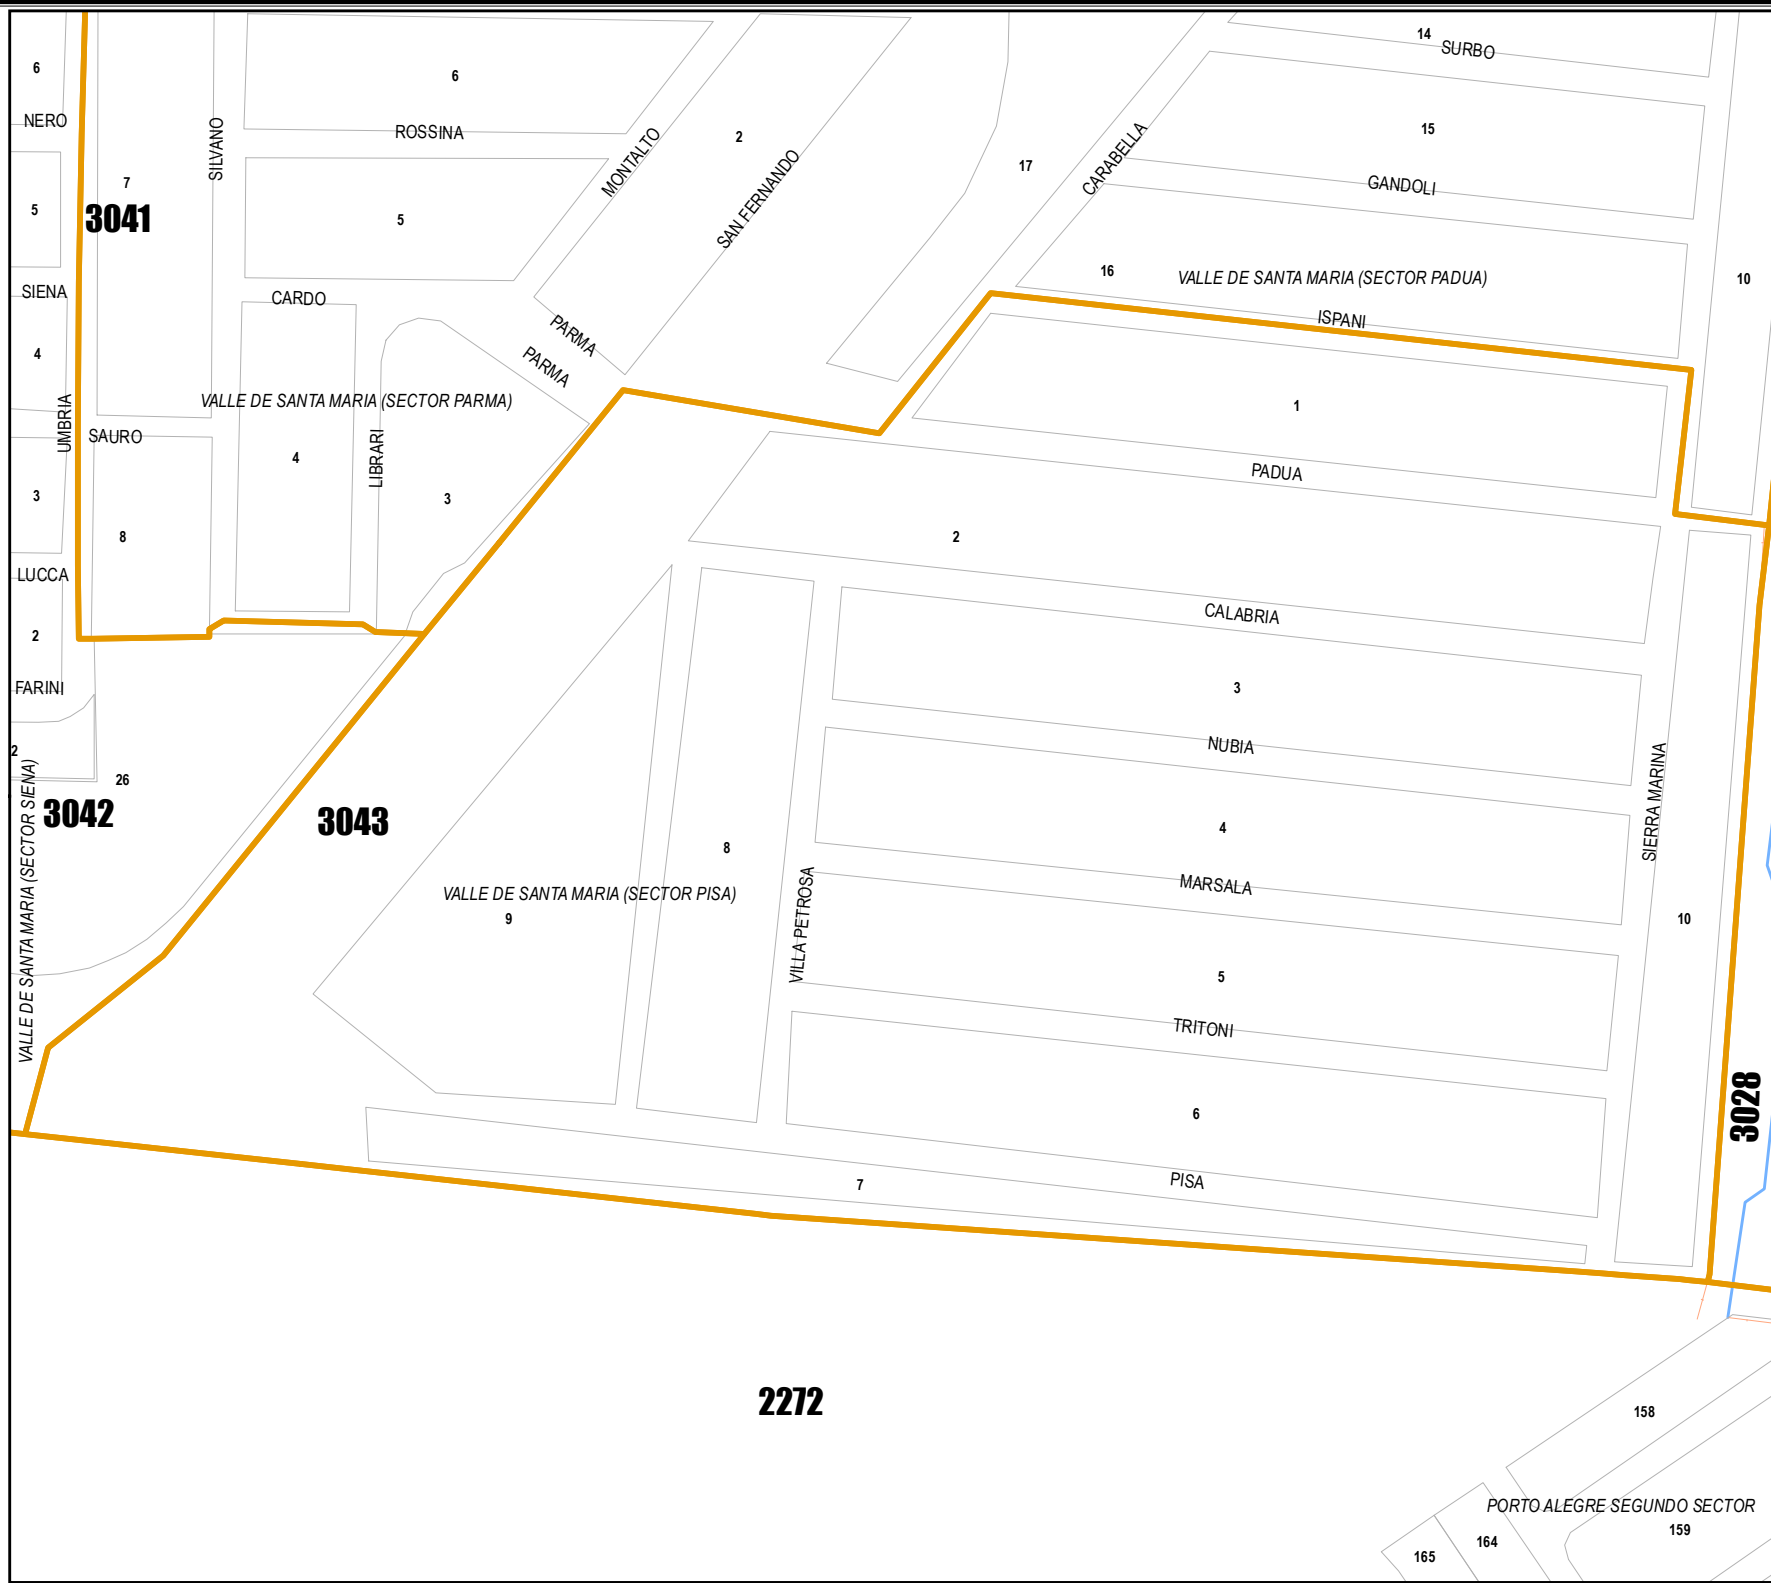 14
SURBO
6
6
NERO
ROSSINA
SILVANO
MONTALTO
2
CARABELLA
15
17
7
5
3041
5
SAN FERNANDO
GANDOLI
16
VALLE DE SANTA MARIA (SECTOR PADUA)
10
SIENA
CARDO
ISPANI
PARMA
4
PARMA
VALLE DE SANTA MARIA (SECTOR PARMA)
1
UMBRIA
SAURO
4
LIBRARI
PADUA
3
3
8
2
LUCCA
CALABRIA
2
FARINI
3
2
NUBIA
26
3042
3043
VALLE DE SANTA MARIA (SECTOR SIENA)
SIERRA MARINA
8
4
VALLE DE SANTA MARIA (SECTOR PISA)
MARSALA
9
VILLA PETROSA
10
5
TRITONI
3028
6
7
PISA
2272
158
PORTO ALEGRE SEGUNDO SECTOR
159
164
165